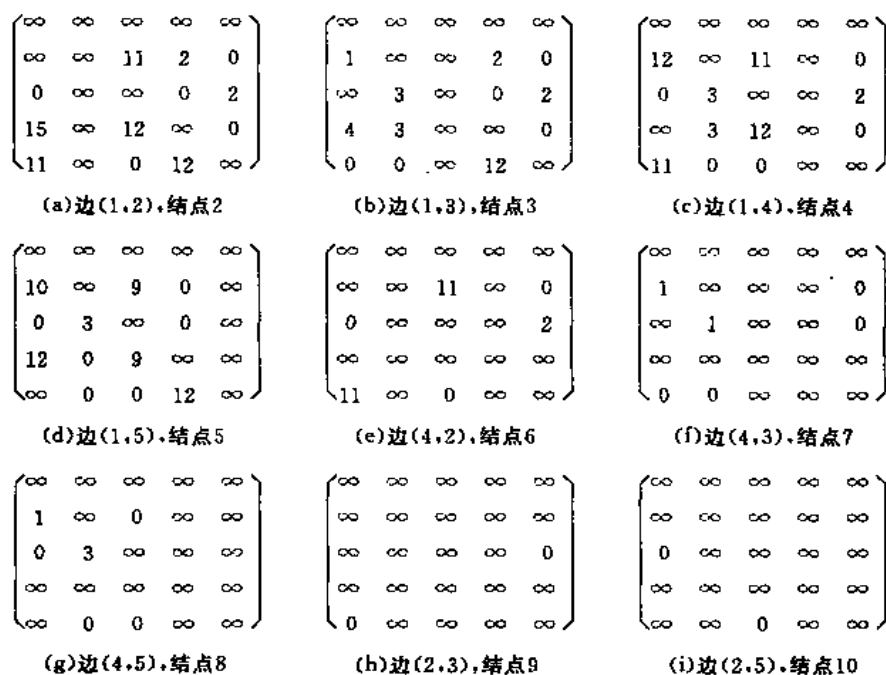 ∞ ∞ ∞ ∞ ∞
∞ ∞ 11 2 0
0 ∞ ∞ 0 2
15 ∞ 12 ∞ 0
11 ∞ 0 12 ∞
(a)边(1,2),结点2
∞ ∞ ∞ ∞ ∞
1 ∞ ∞ 2 0
∞ 3 ∞ 0 2
4 3 ∞ ∞ 0
0 0 ∞ 12 ∞
(b)边(1,3),结点3
∞ ∞ ∞ ∞ ∞
12 ∞ 11 ∞ 0
0 3 ∞ ∞ 2
∞ 3 12 ∞ 0
11 0 0 ∞ ∞
(c)边(1,4),结点4
∞ ∞ ∞ ∞ ∞
10 ∞ 9 0 ∞
0 3 ∞ 0 ∞
12 0 9 ∞ ∞
∞ 0 0 12 ∞
(d)边(1,5),结点5
∞ ∞ ∞ ∞ ∞
∞ ∞ 11 ∞ 0
0 ∞ ∞ ∞ 2
∞ ∞ ∞ ∞ ∞
11 ∞ 0 ∞ ∞
(e)边(4,2),结点6
∞ ∞ ∞ ∞ ∞
1 ∞ ∞ ∞ 0
∞ 1 ∞ ∞ 0
∞ ∞ ∞ ∞ ∞
0 0 ∞ ∞ ∞
(f)边(4,3),结点7
∞ ∞ ∞ ∞ ∞
1 ∞ 0 ∞ ∞
0 3 ∞ ∞ ∞
∞ ∞ ∞ ∞ ∞
∞ 0 0 ∞ ∞
(g)边(4,5),结点8
∞ ∞ ∞ ∞ ∞
∞ ∞ ∞ ∞ ∞
∞ ∞ ∞ ∞ 0
∞ ∞ ∞ ∞ ∞
0 ∞ ∞ ∞ ∞
(h)边(2,3),结点9
∞ ∞ ∞ ∞ ∞
∞ ∞ ∞ ∞ ∞
0 ∞ ∞ ∞ ∞
∞ ∞ ∞ ∞ ∞
∞ ∞ 0 ∞ ∞
(i)边(2,5),结点10